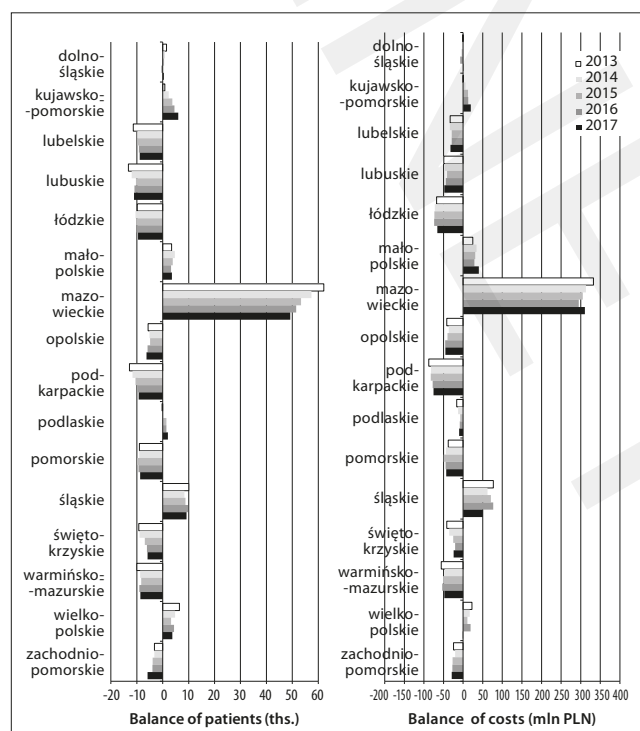 dolno-
śląskie
kujawsko-
-pomorskie
lubelskie
lubuskie
łódzkie
mało-
polskie
mazo-
wieckie
opolskie
pod-
karpackie
podlaskie
pomorskie
śląskie
święto-
krzyskie
warmińsko-
-mazurskie
wielko-
polskie
zachodnio-
pomorskie
-20 -10 0 10 20 30 40 50 60
Balance of patients (ths.)
dolno-
śląskie
kujawsko-
-pomorskie
lubelskie
lubuskie
łódzkie
mało-
polskie
mazo-
wieckie
opolskie
pod-
karpackie
podlaskie
pomorskie
śląskie
święto-
krzyskie
warmińsko-
-mazurskie
wielko-
polskie
zachodnio-
pomorskie
-200 -150 -100 -50 0 50 100 150 200 250 300 350 400
Balance of costs (mln PLN)
2013
2014
2015
2016
2017